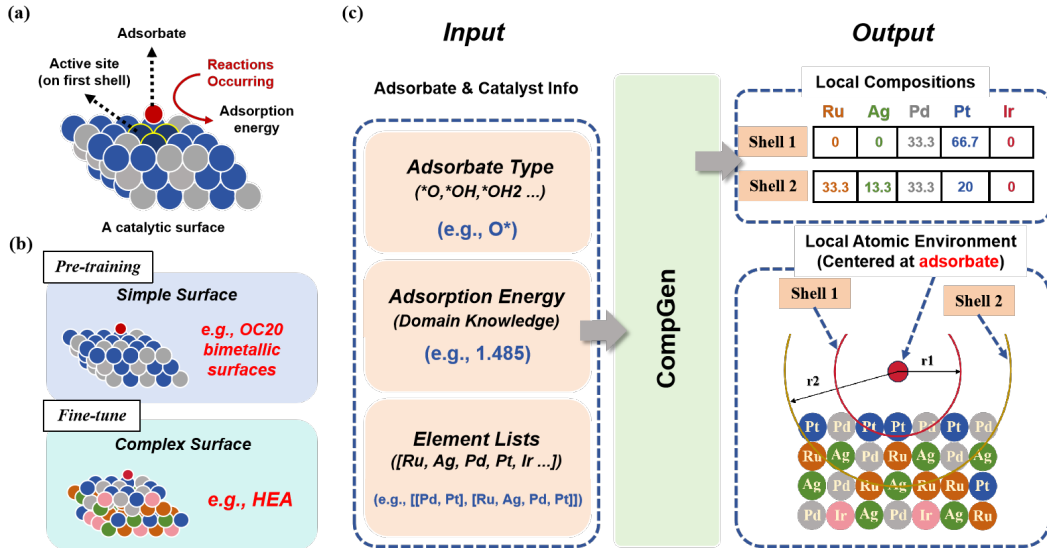 (a)
Adsorbate
Active site
(on first shell)
Reactions
Occurring
Adsorption
energy
A catalytic surface
(b)
Pre-training
Simple Surface
e.g., OC20
bimetallic
surfaces
Fine-tune
Complex Surface
e.g., HEA
(c)
Input
Adsorbate & Catalyst Info
Adsorbate Type
(*O,*OH,*OH2 ...)
(e.g., O*)
Adsorption Energy
(Domain Knowledge)
(e.g., 1.485)
Element Lists
([Ru, Ag, Pd, Pt, Ir ...])
(e.g., [[Pd, Pt], [Ru, Ag, Pd, Pt]])
CompGen
Output
Local Compositions
Ru Ag Pd Pt Ir
Shell 1 0 0 33.3 66.7 0
Shell 2 33.3 13.3 33.3 20 0
Local Atomic Environment
(Centered at adsorbate)
Shell 1
Shell 2
r1
r2
Pt Pd Pt Pt Pd Pt Pd
Ru Ag Pd Ru Ag Pd Ag
Ag Pd Ru Ag Ru Ru Pt
Pd Ir Ag Pd Ir Ag Ru